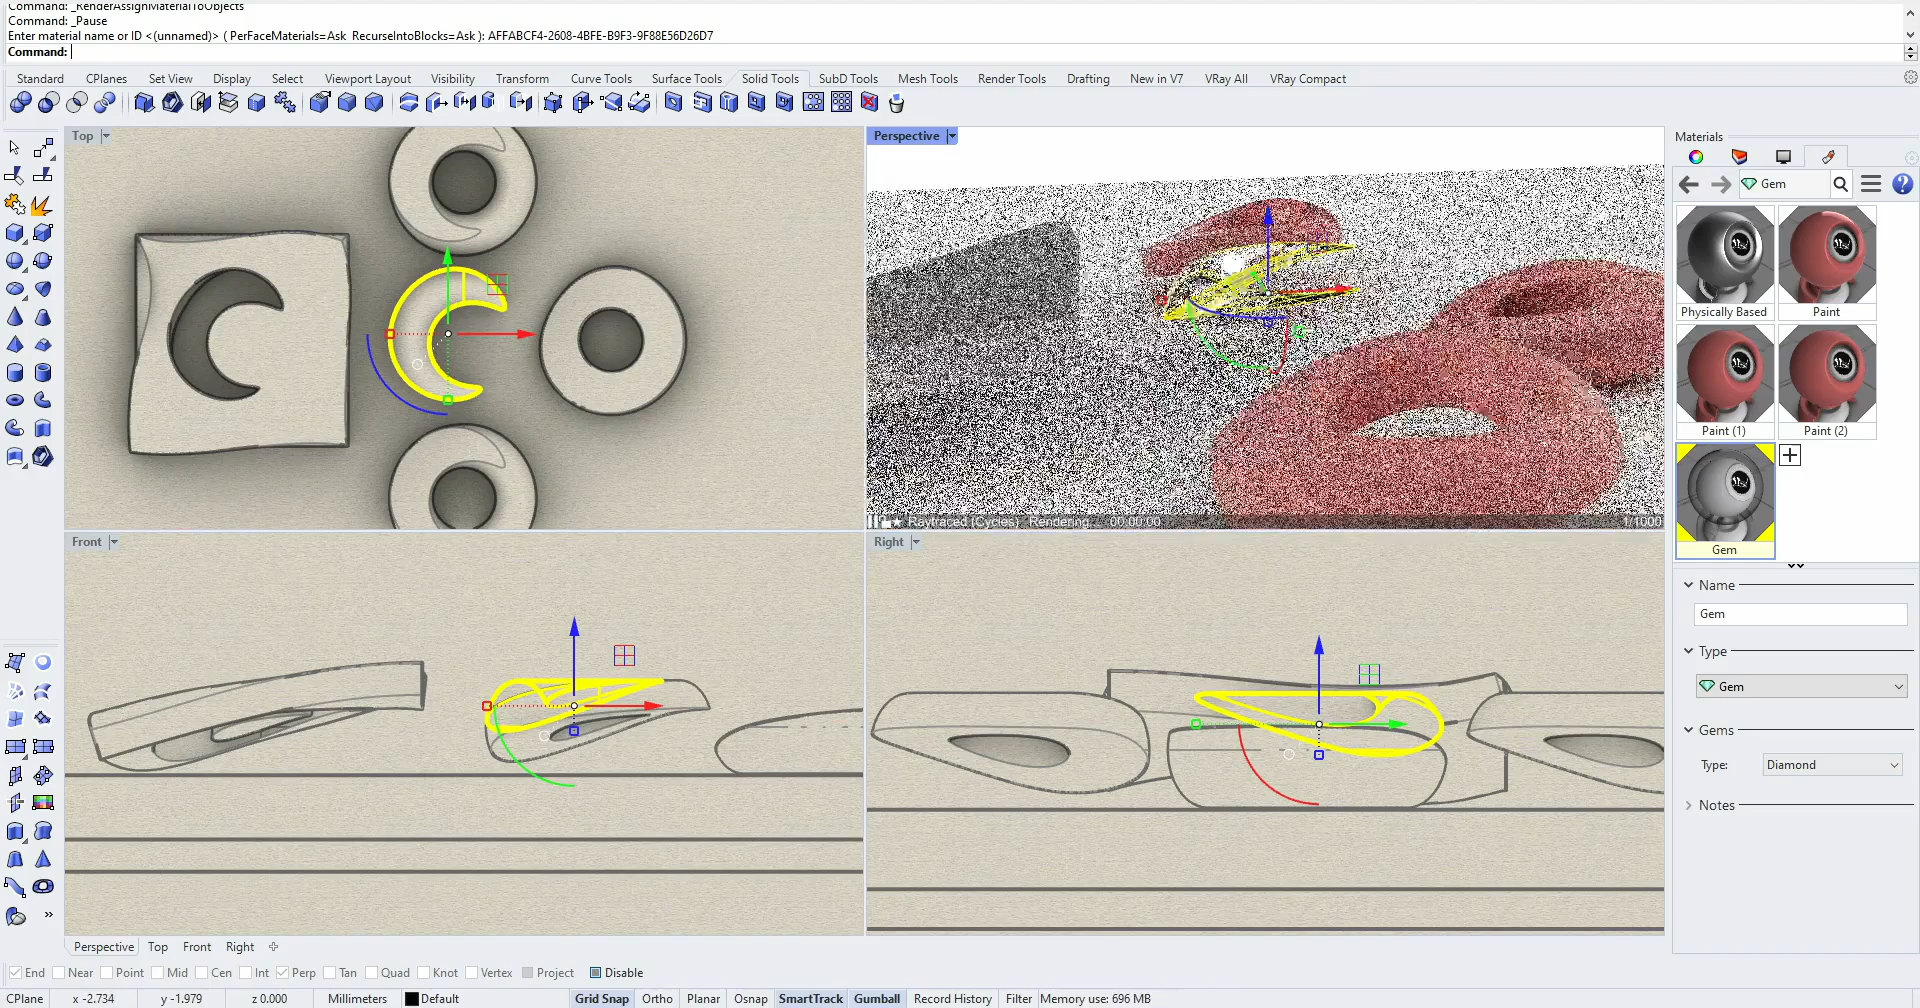 Command: _RenderAssignMaterialToObjects
Command: _Pause
Enter material name or ID <(unnamed)> ( PerFaceMaterials=Ask  RecurseIntoBlocks=Ask ): AFFABCF4-2608-4BFE-B9F3-9F88E56D26D7
Command:
Standard CPlanes Set View Display Select Viewport Layout Visibility Transform Curve Tools Surface Tools Solid Tools SubD Tools Mesh Tools Render Tools Drafting New in V7 VRay All VRay Compact
Top
Perspective
Materials
Gem
Physically Based
Paint
Paint (1)
Paint (2)
Gem
Raytraced (Cycles) Rendering... 00:00:00 1/1000
Front
Right
Name
Gem
Type
Gem
Gems
Type: Diamond
Notes
Perspective Top Front Right
End Near Point Mid Cen Int Perp Tan Quad Knot Vertex Project Disable
CPlane x -2.734 y -1.979 z 0.000 Millimeters Default Grid Snap Ortho Planar Osnap SmartTrack Gumball Record History Filter Memory use: 696 MB